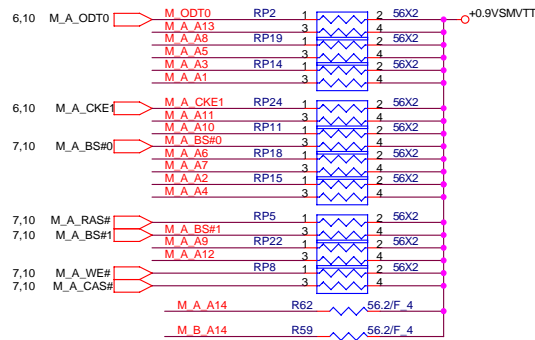 6,10 M_A_ODT0 M_ODT0 RP2 1 2 56X2 +0.9VSMVTT
M_A_A13 3 4
M_A_A8 RP19 1 2 56X2
M_A_A5 3 4
M_A_A3 RP14 1 2 56X2
M_A_A1 3 4
6,10 M_A_CKE1 M_A_CKE1 RP24 1 2 56X2
M_A_A11 3 4
M_A_A10 RP11 1 2 56X2
7,10 M_A_BS#0 M_A_BS#0 3 4
M_A_A6 RP18 1 2 56X2
M_A_A7 3 4
M_A_A2 RP15 1 2 56X2
M_A_A4 3 4
7,10 M_A_RAS# RP5 1 2 56X2
7,10 M_A_BS#1 M_A_BS#1 3 4
M_A_A9 RP22 1 2 56X2
M_A_A12 3 4
7,10 M_A_WE# RP8 1 2 56X2
7,10 M_A_CAS# 3 4
M_A_A14 R62 56.2/F_4
M_B_A14 R59 56.2/F_4